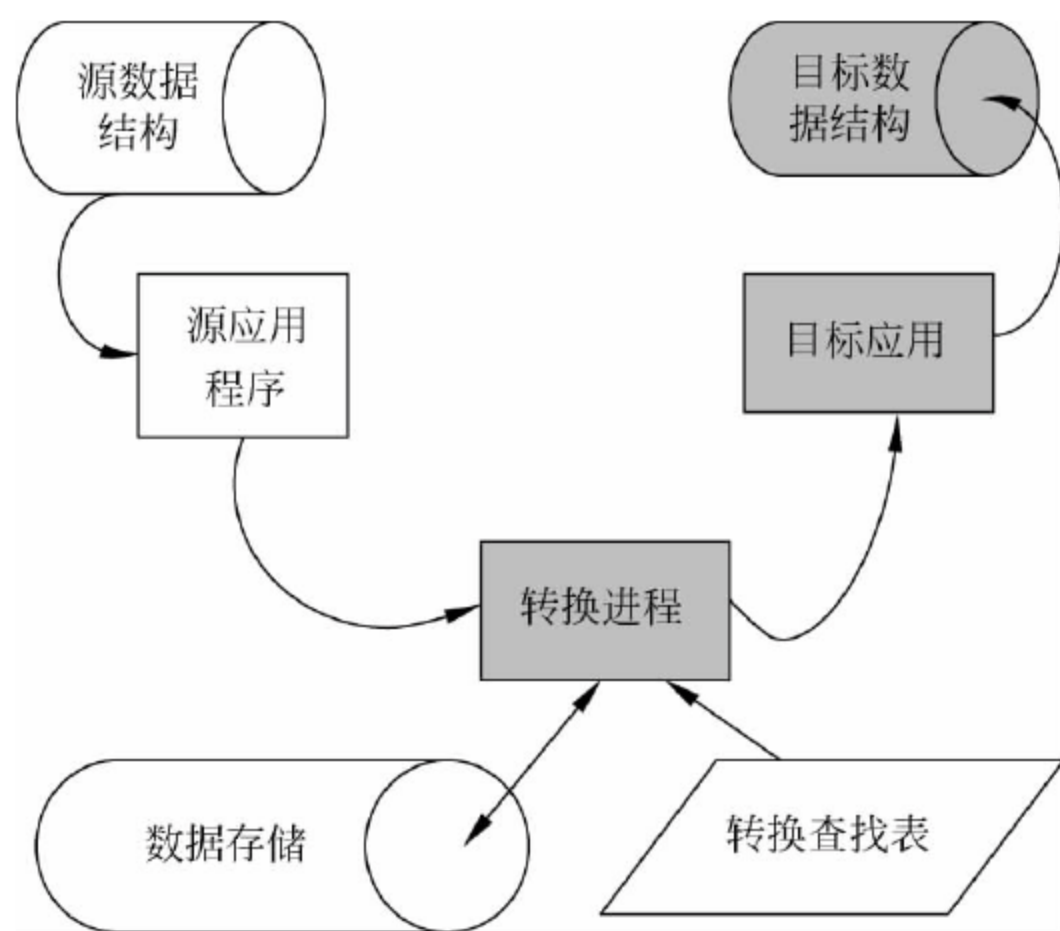 源数据
结构
目标数
据结构
源应用
程序
目标应用
转换进程
数据存储
转换查找表